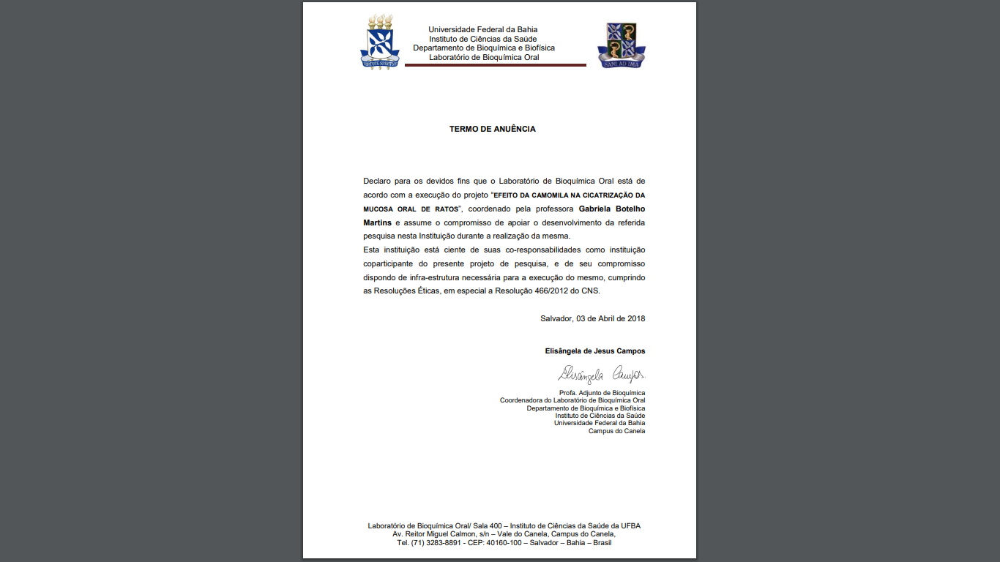 Universidade Federal da Bahia
Instituto de Ciências da Saúde
Departamento de Bioquímica e Biofísica
Laboratório de Bioquímica Oral
VIRTUTE SPIRITUS
SANI AD IMA
TERMO DE ANUÊNCIA
Declaro para os devidos fins que o Laboratório de Bioquímica Oral está de
acordo com a execução do projeto “EFEITO DA CAMOMILA NA CICATRIZAÇÃO DA
MUCOSA ORAL DE RATOS”, coordenado pela professora Gabriela Botelho
Martins e assume o compromisso de apoiar o desenvolvimento da referida
pesquisa nesta Instituição durante a realização da mesma.
Esta instituição está ciente de suas co-responsabilidades como instituição
coparticipante do presente projeto de pesquisa, e de seu compromisso
dispondo de infra-estrutura necessária para a execução do mesmo, cumprindo
as Resoluções Éticas, em especial a Resolução 466/2012 do CNS.
Salvador, 03 de Abril de 2018
Elisângela de Jesus Campos
Elisângela Campos.
Profa. Adjunto de Bioquímica
Coordenadora do Laboratório de Bioquímica Oral
Departamento de Bioquímica e Biofísica
Instituto de Ciências da Saúde
Universidade Federal da Bahia
Campus do Canela
Laboratório de Bioquímica Oral/ Sala 400 – Instituto de Ciências da Saúde da UFBA
Av. Reitor Miguel Calmon, s/n – Vale do Canela, Campus do Canela,
Tel. (71) 3283-8891 - CEP: 40160-100 – Salvador – Bahia – Brasil